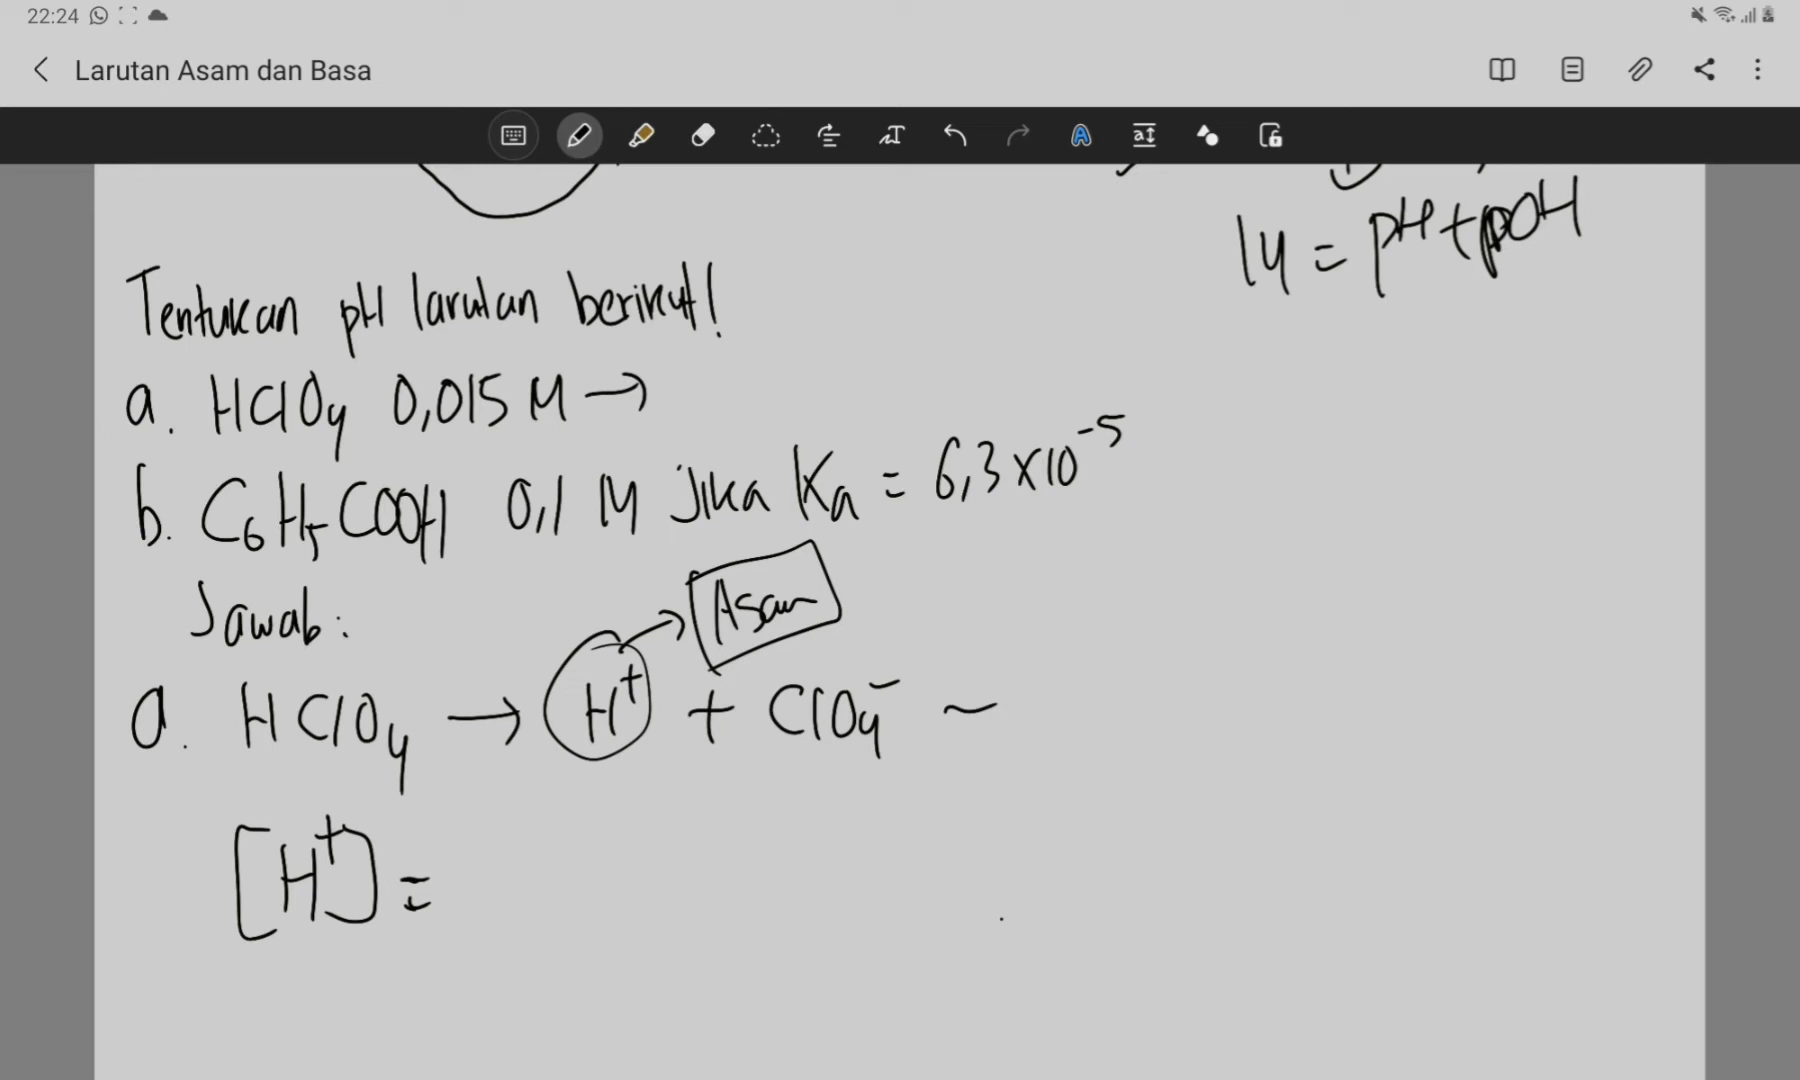 22:24
Larutan Asam dan Basa
14 = pH + pOH
Tentukan pH larutan berikut!
a. HClO₄ 0,015 M →
b. C₆H₅COOH 0,1 M jika Kₐ = 6,3 x 10⁻⁵
Jawab:
Asam
a. HClO₄ → H⁺ + ClO₄⁻ ~
[H⁺] =